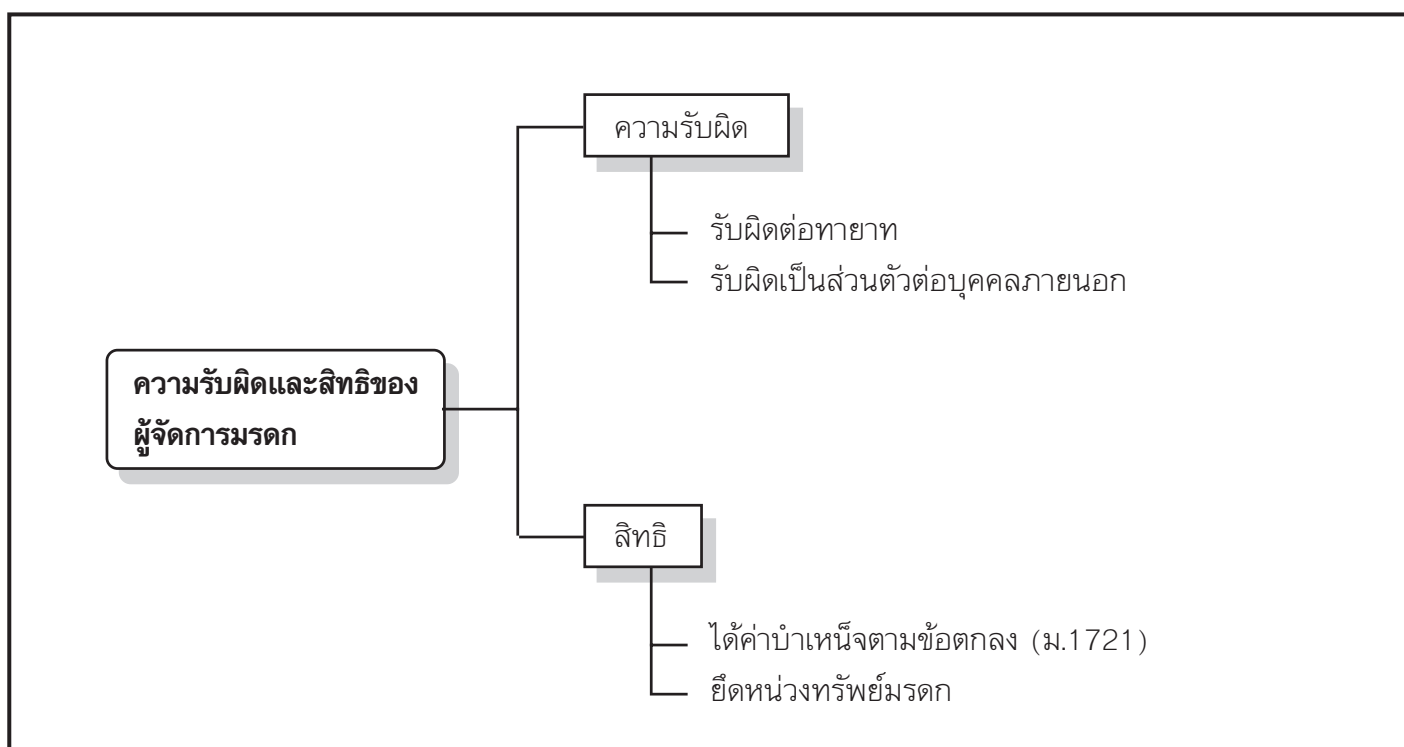 ความรับผิด
รับผิดต่อทายาท
รับผิดเป็นส่วนตัวต่อบุคคลภายนอก
ความรับผิดและสิทธิของ
ผู้จัดการมรดก
สิทธิ
ได้ค่าบำเหน็จตามข้อตกลง (ม.1721)
ยึดหน่วงทรัพย์มรดก